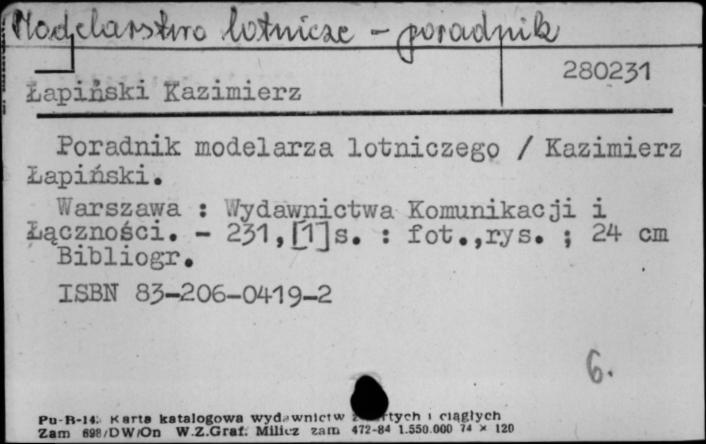 Modelarstwo lotnicze - poradnik
280231
Łapiński Kazimierz
Poradnik modelarza lotniczego / Kazimierz
Łapiński.
Warszawa : Wydawnictwa Komunikacji i
Łączności. - 231,[1]s. : fot.,rys. ; 24 cm
Bibliogr.
ISBN 83-206-0419-2
6.
Pu-B-14. Karta katalogowa wydawnictw i ciągłych
Zam 698/DW/On W.Z.Graf. Milicz zam 472-84 1.550.000 74 × 120